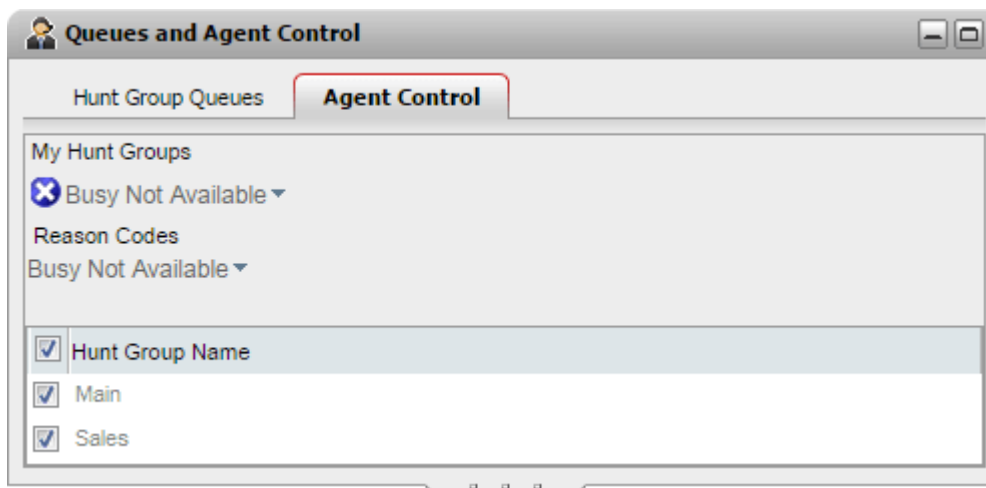 Queues and Agent Control
Hunt Group Queues Agent Control
My Hunt Groups
Busy Not Available
Reason Codes
Busy Not Available
Hunt Group Name
Main
Sales